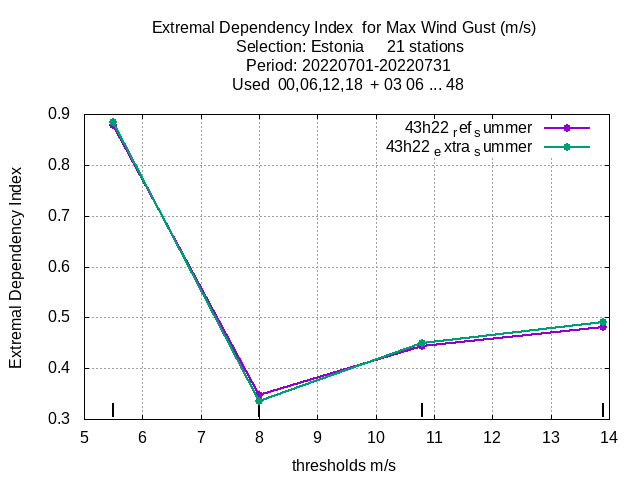 Extremal Dependency Index  for Max Wind Gust (m/s)
Selection: Estonia     21 stations
Period: 20220701-20220731
Used  00,06,12,18  + 03 06 ... 48
43h22 ref summer
43h22 extra summer
Extremal Dependency Index
0.9
0.8
0.7
0.6
0.5
0.4
0.3
5 6 7 8 9 10 11 12 13 14
thresholds m/s